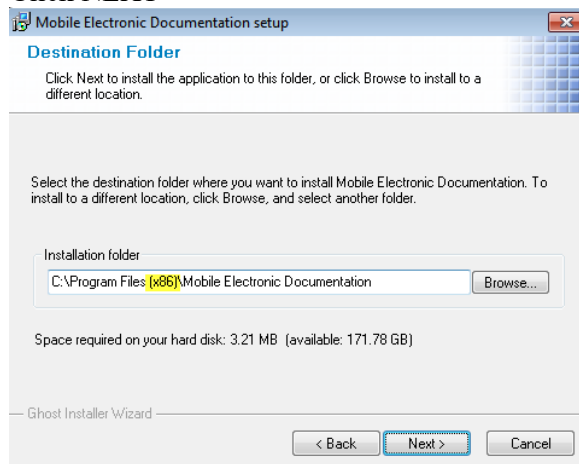 Mobile Electronic Documentation setup
Destination Folder
Click Next to install the application to this folder, or click Browse to install to a
different location.
Select the destination folder where you want to install Mobile Electronic Documentation. To
install to a different location, click Browse, and select another folder.
Installation folder
C:\Program Files (x86)\Mobile Electronic Documentation
Browse...
Space required on your hard disk: 3.21 MB (available: 171.78 GB)
Ghost Installer Wizard
< Back Next > Cancel